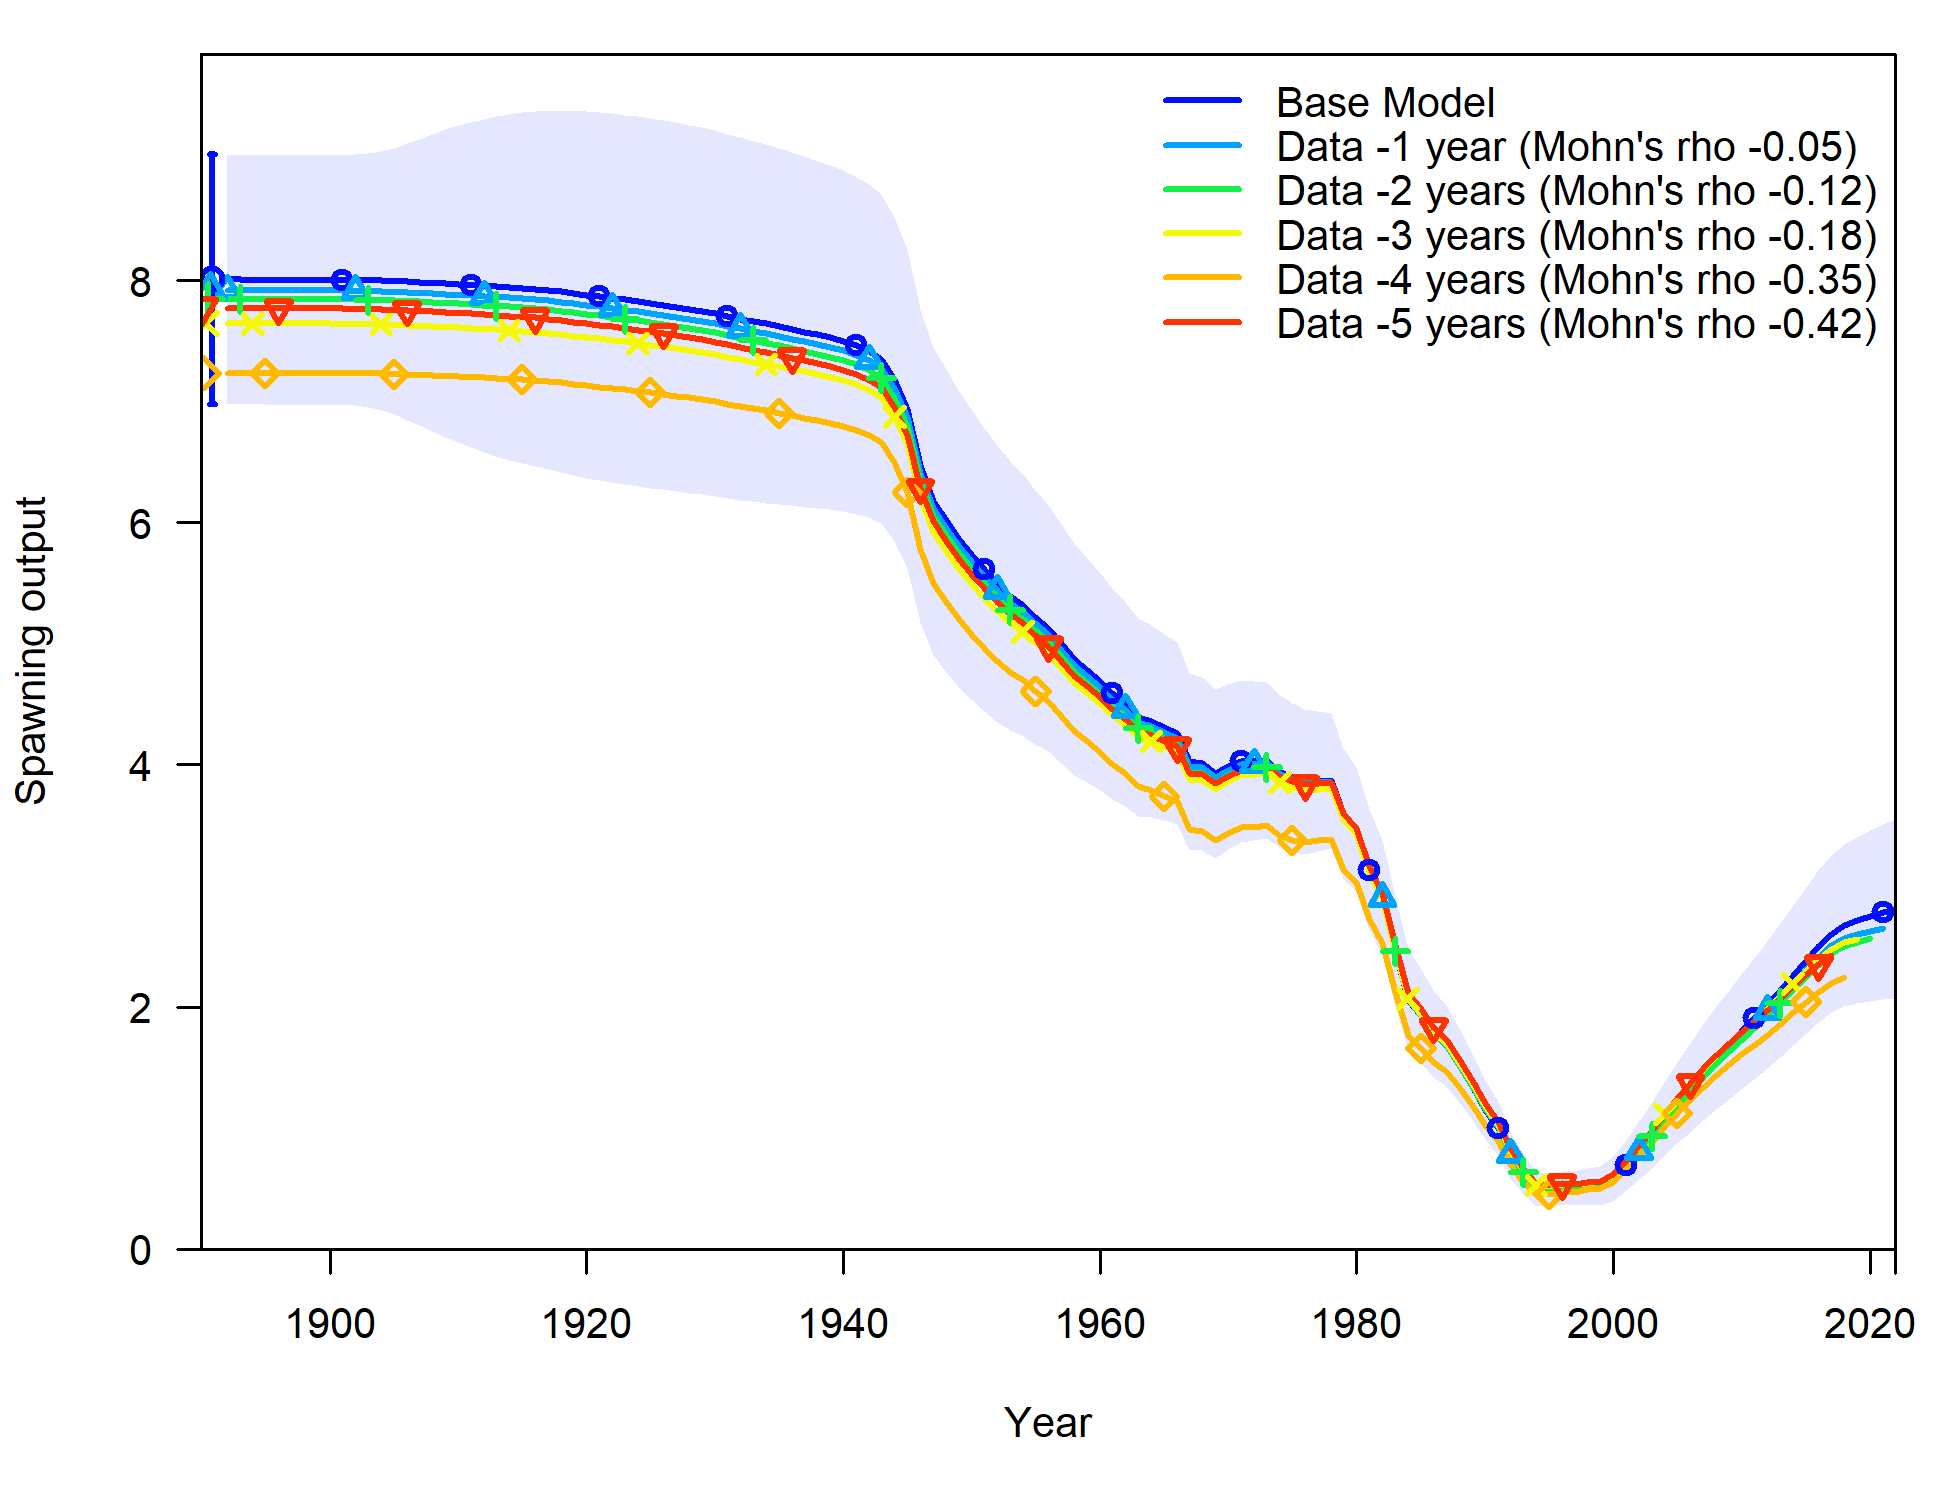 Base Model
Data -1 year (Mohn's rho -0.05)
Data -2 years (Mohn's rho -0.12)
Data -3 years (Mohn's rho -0.18)
Data -4 years (Mohn's rho -0.35)
Data -5 years (Mohn's rho -0.42)
Spawning output
8
6
4
2
0
1900 1920 1940 1960 1980 2000 2020
Year